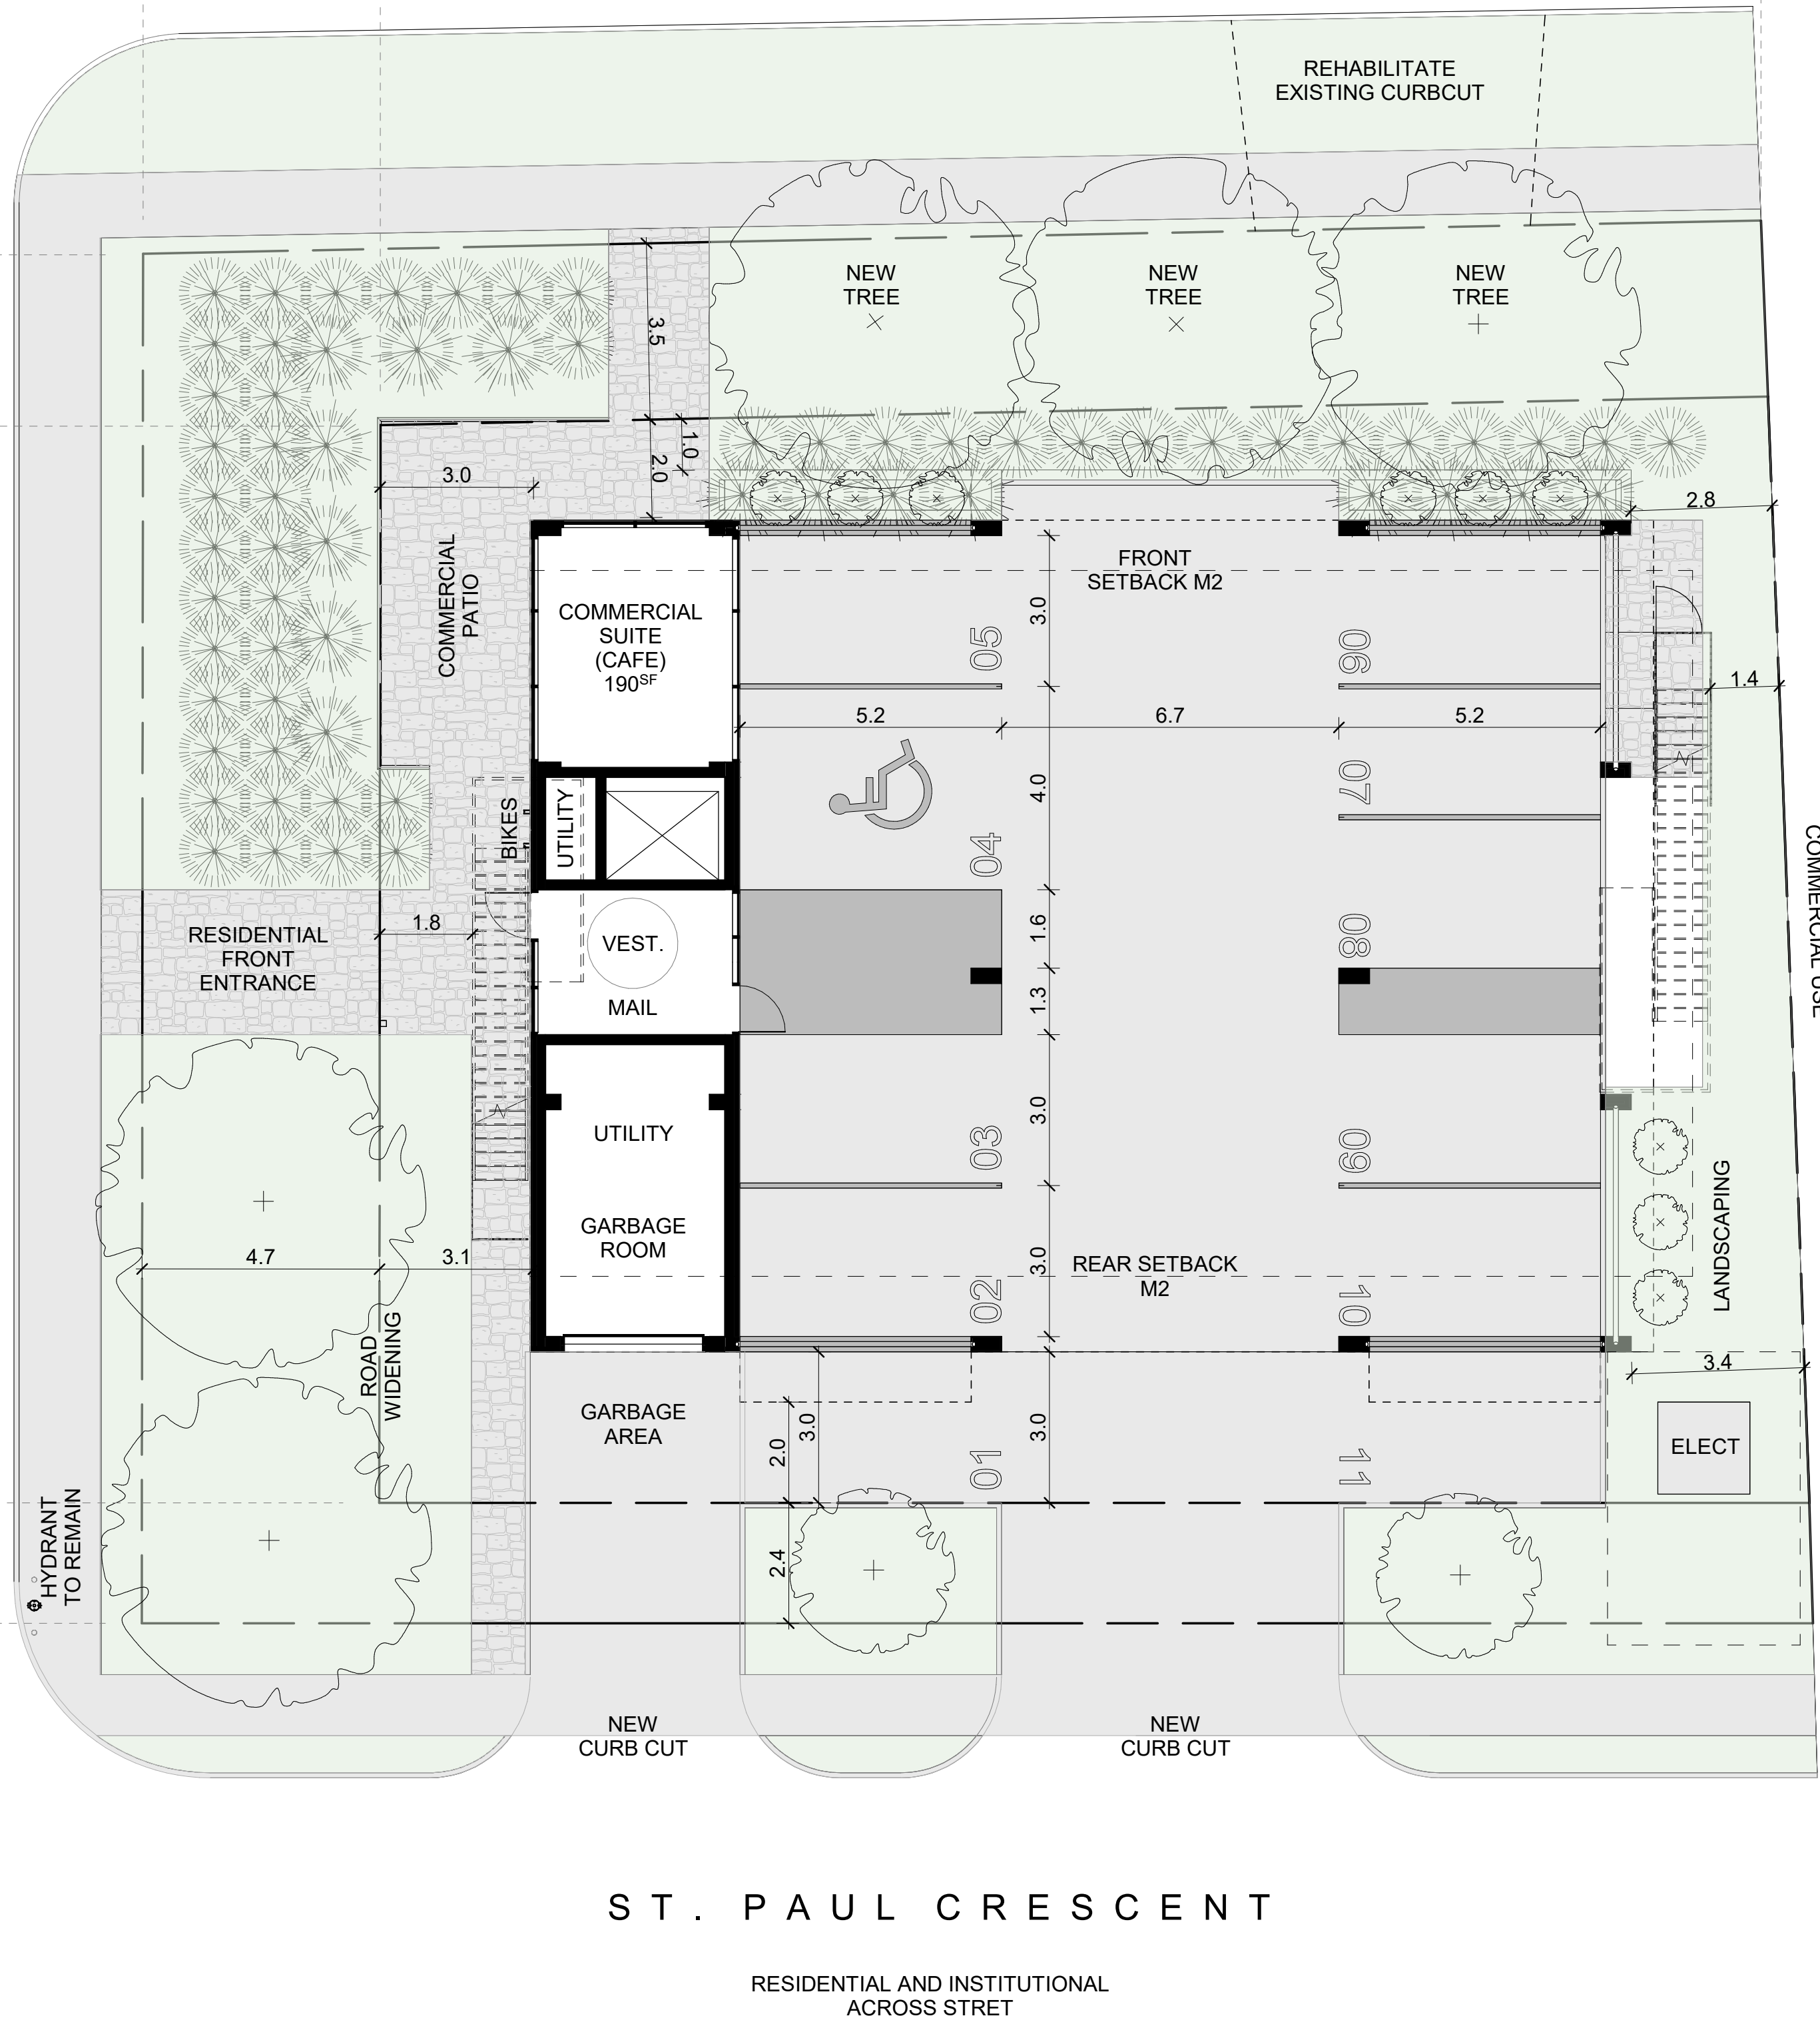 REHABILITATE
EXISTING CURBCUT
NEW
TREE
NEW
TREE
NEW
TREE
3.5
1.0
2.0
3.0
2.8
COMMERCIAL
PATIO
COMMERCIAL
SUITE
(CAFE)
190SF
FRONT
SETBACK M2
3.0
05
06
1.4
5.2
6.7
5.2
4.0
07
BIKES
UTILITY
04
COMMERCIAL USE
RESIDENTIAL
FRONT
ENTRANCE
1.8
VEST.
MAIL
1.6
08
1.3
3.0
03
09
UTILITY
GARBAGE
ROOM
LANDSCAPING
4.7
3.1
3.0
REAR SETBACK
M2
02
10
ROAD
WIDENING
3.4
GARBAGE
AREA
2.0
3.0
01
3.0
11
ELECT
HYDRANT
TO REMAIN
2.4
NEW
CURB CUT
NEW
CURB CUT
ST. PAUL CRESCENT
RESIDENTIAL AND INSTITUTIONAL
ACROSS STRET